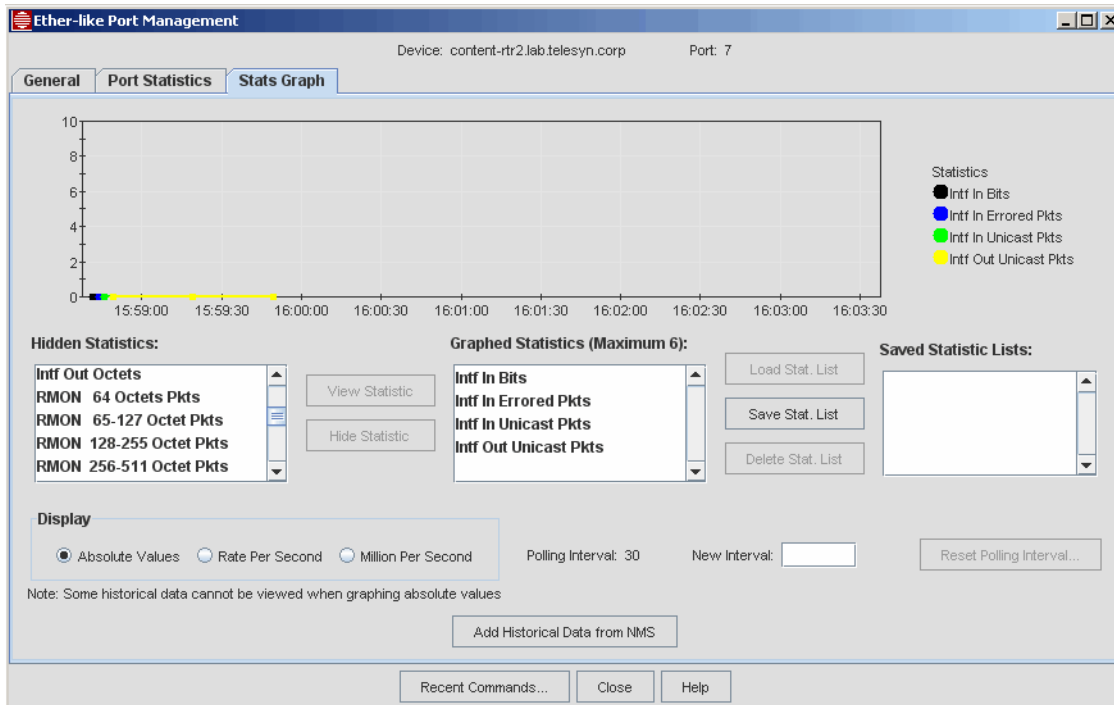 Ether-like Port Management
Device: content-rtr2.lab.telesyn.corp Port: 7
General Port Statistics Stats Graph
10
8
6
4
2
0
15:59:00 15:59:30 16:00:00 16:00:30 16:01:00 16:01:30 16:02:00 16:02:30 16:03:00 16:03:30
Statistics
Intf In Bits
Intf In Errored Pkts
Intf In Unicast Pkts
Intf Out Unicast Pkts
Hidden Statistics:
Intf Out Octets
RMON 64 Octets Pkts
RMON 65-127 Octet Pkts
RMON 128-255 Octet Pkts
RMON 256-511 Octet Pkts
View Statistic
Hide Statistic
Graphed Statistics (Maximum 6):
Intf In Bits
Intf In Errored Pkts
Intf In Unicast Pkts
Intf Out Unicast Pkts
Load Stat. List
Save Stat. List
Delete Stat. List
Saved Statistic Lists:
Display
Absolute Values Rate Per Second Million Per Second
Polling Interval: 30 New Interval:
Reset Polling Interval...
Note: Some historical data cannot be viewed when graphing absolute values
Add Historical Data from NMS
Recent Commands... Close Help